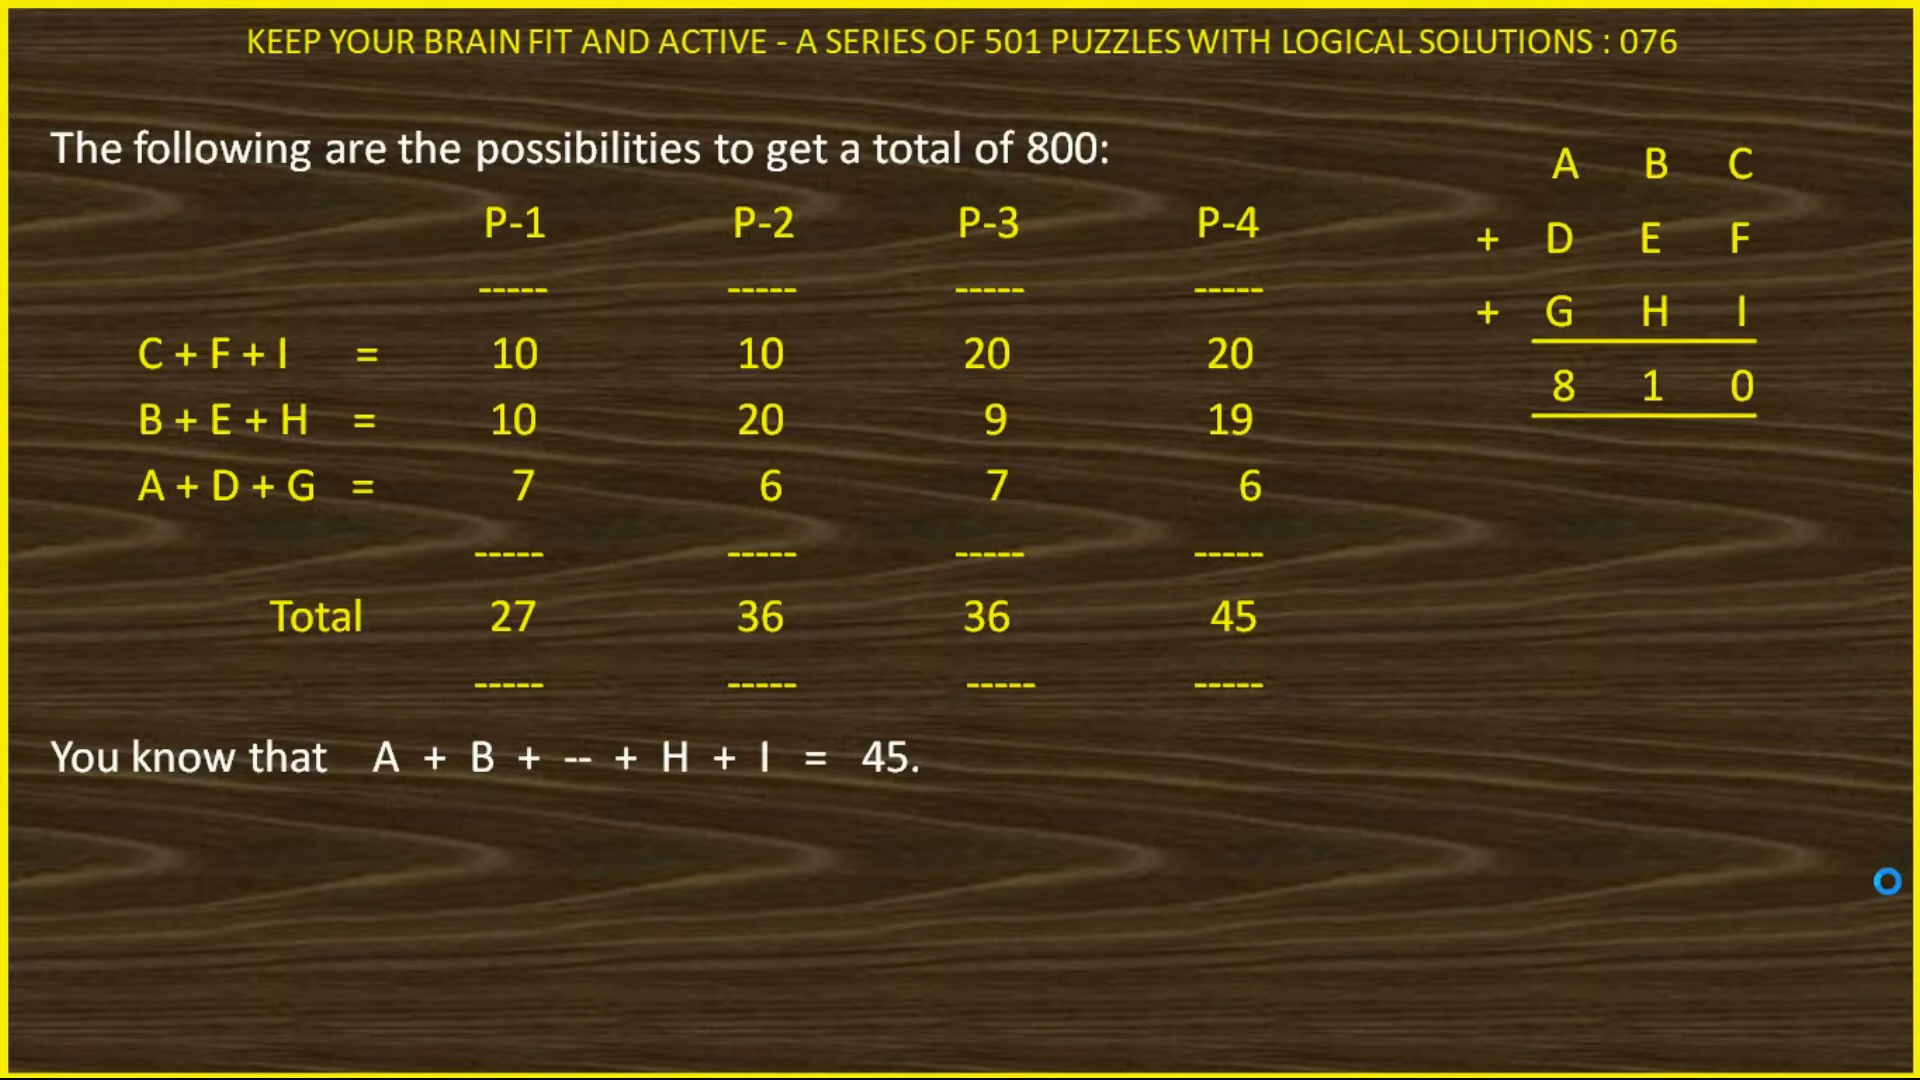 KEEP YOUR BRAIN FIT AND ACTIVE - A SERIES OF 501 PUZZLES WITH LOGICAL SOLUTIONS : 076
The following are the possibilities to get a total of 800:
P-1 P-2 P-3 P-4
----- ----- ----- -----
C + F + I = 10 10 20 20
B + E + H = 10 20 9 19
A + D + G = 7 6 7 6
----- ----- ----- -----
Total 27 36 36 45
----- ----- ----- -----
You know that A + B + -- + H + I = 45.
A B C
+ D E F
+ G H I
8 1 0